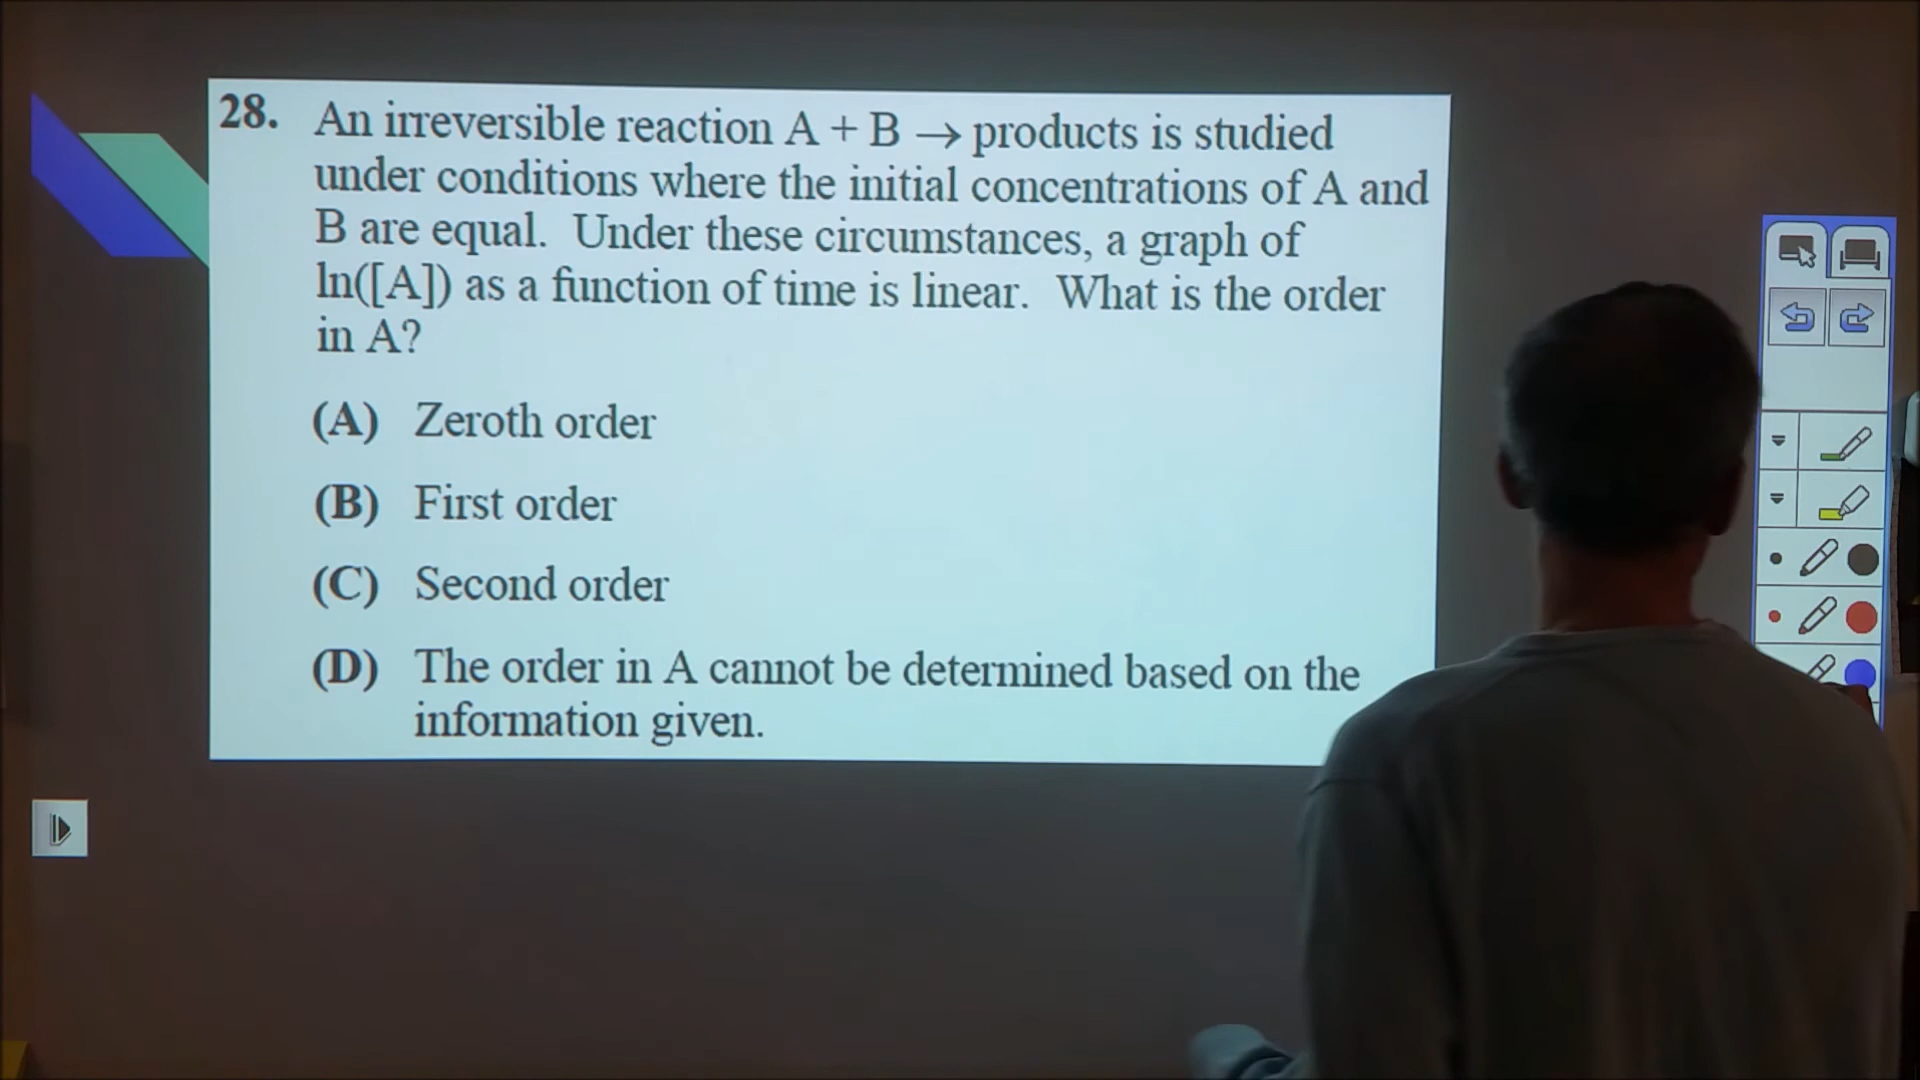 28. An irreversible reaction A + B → products is studied
under conditions where the initial concentrations of A and
B are equal. Under these circumstances, a graph of
ln([A]) as a function of time is linear. What is the order
in A?
(A) Zeroth order
(B) First order
(C) Second order
(D) The order in A cannot be determined based on the
information given.